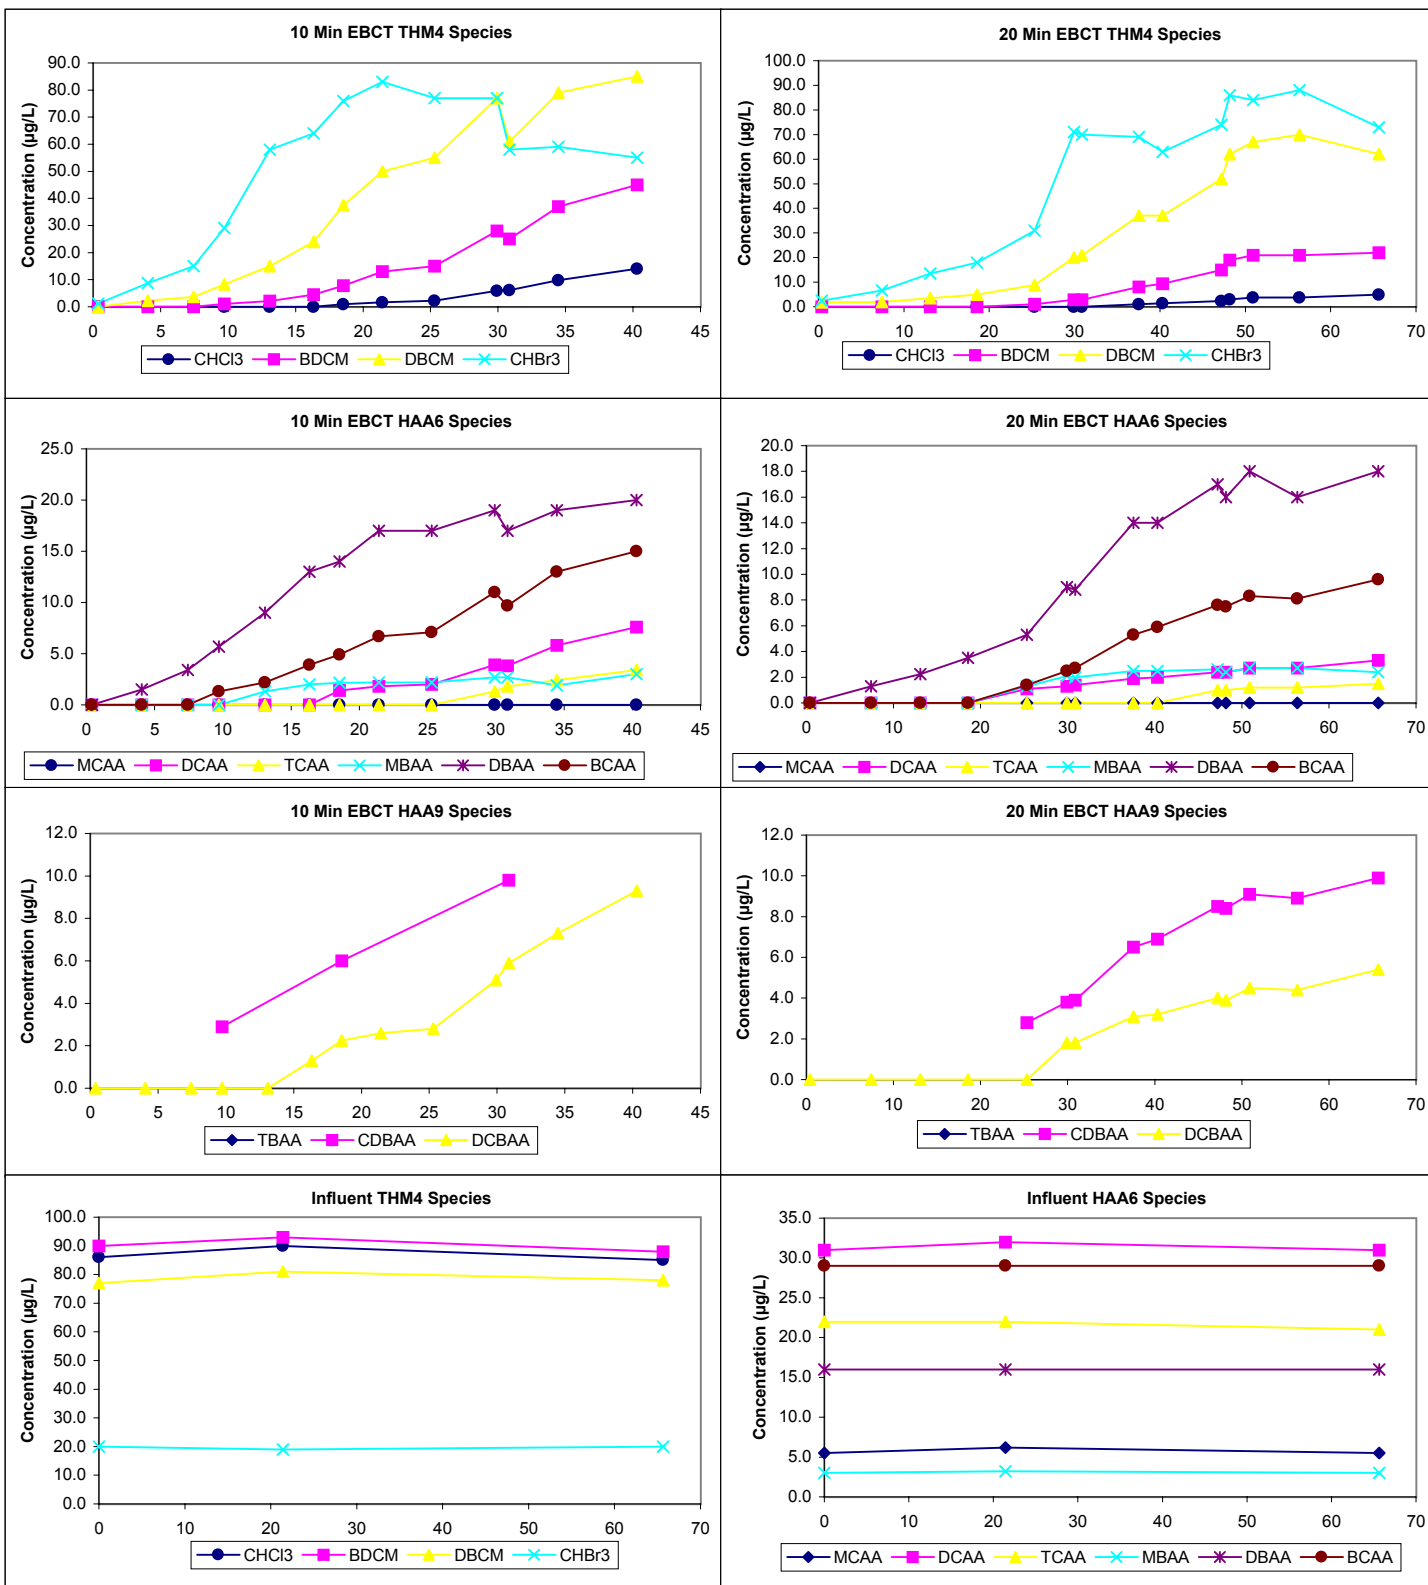 10 Min EBCT THM4 Species
Concentration (µg/L)
90.0
80.0
70.0
60.0
50.0
40.0
30.0
20.0
10.0
0.0
0 5 10 15 20 25 30 35 40 45
CHCl3 BDCM DBCM CHBr3
20 Min EBCT THM4 Species
Concentration (µg/L)
100.0
90.0
80.0
70.0
60.0
50.0
40.0
30.0
20.0
10.0
0.0
0 10 20 30 40 50 60 70
CHCl3 BDCM DBCM CHBr3
10 Min EBCT HAA6 Species
Concentration (µg/L)
25.0
20.0
15.0
10.0
5.0
0.0
0 5 10 15 20 25 30 35 40 45
MCAA DCAA TCAA MBAA DBAA BCAA
20 Min EBCT HAA6 Species
Concentration (µg/L)
20.0
18.0
16.0
14.0
12.0
10.0
8.0
6.0
4.0
2.0
0.0
0 10 20 30 40 50 60 70
MCAA DCAA TCAA MBAA DBAA BCAA
10 Min EBCT HAA9 Species
Concentration (µg/L)
12.0
10.0
8.0
6.0
4.0
2.0
0.0
0 5 10 15 20 25 30 35 40 45
TBAA CDBAA DCBAA
20 Min EBCT HAA9 Species
Concentration (µg/L)
12.0
10.0
8.0
6.0
4.0
2.0
0.0
0 10 20 30 40 50 60 70
TBAA CDBAA DCBAA
Influent THM4 Species
Concentration (µg/L)
100.0
90.0
80.0
70.0
60.0
50.0
40.0
30.0
20.0
10.0
0.0
0 10 20 30 40 50 60 70
CHCl3 BDCM DBCM CHBr3
Influent HAA6 Species
Concentration (µg/L)
35.0
30.0
25.0
20.0
15.0
10.0
5.0
0.0
0 10 20 30 40 50 60 70
MCAA DCAA TCAA MBAA DBAA BCAA